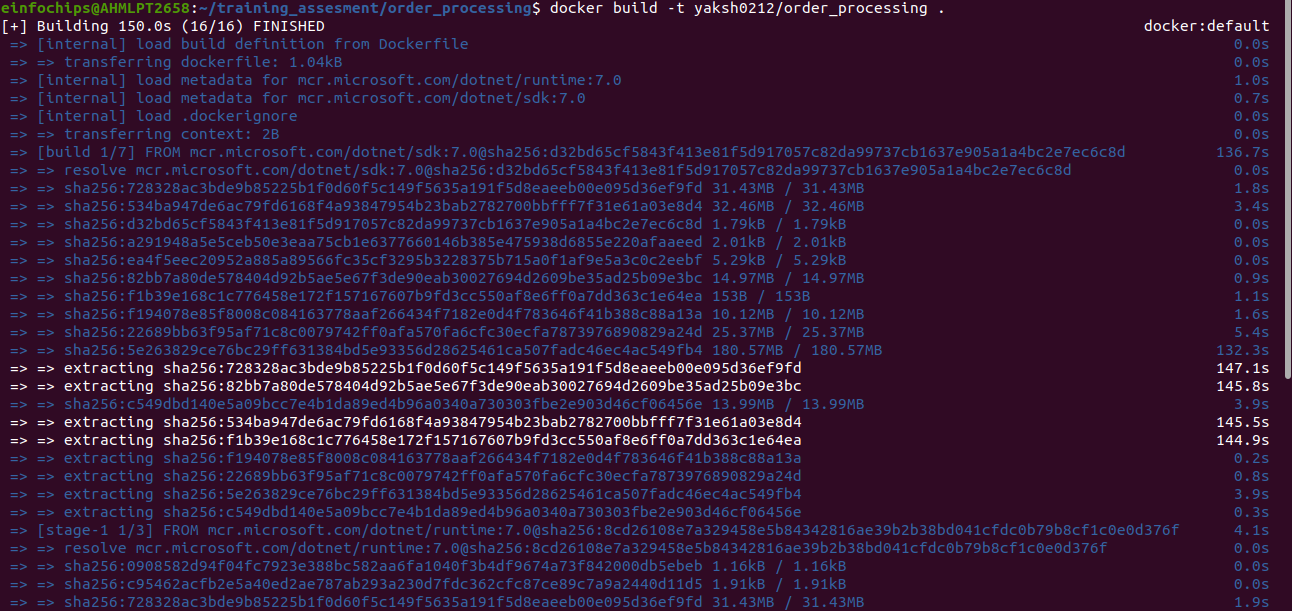 einfochips@AHMLPT2658:~/training_assesment/order_processing$ docker build -t yaksh0212/order_processing .
[+] Building 150.0s (16/16) FINISHED docker:default
=> [internal] load build definition from Dockerfile 0.0s
=> => transferring dockerfile: 1.04kB 0.0s
=> [internal] load metadata for mcr.microsoft.com/dotnet/runtime:7.0 1.0s
=> [internal] load metadata for mcr.microsoft.com/dotnet/sdk:7.0 0.7s
=> [internal] load .dockerignore 0.0s
=> => transferring context: 2B 0.0s
=> [build 1/7] FROM mcr.microsoft.com/dotnet/sdk:7.0@sha256:d32bd65cf5843f413e81f5d917057c82da99737cb1637e905a1a4bc2e7ec6c8d 136.7s
=> => resolve mcr.microsoft.com/dotnet/sdk:7.0@sha256:d32bd65cf5843f413e81f5d917057c82da99737cb1637e905a1a4bc2e7ec6c8d 0.0s
=> => sha256:728328ac3bde9b85225b1f0d60f5c149f5635a191f5d8eaeeb00e095d36ef9fd 31.43MB / 31.43MB 1.8s
=> => sha256:534ba947de6ac79fd6168f4a93847954b23bab2782700bbfff7f31e61a03e8d4 32.46MB / 32.46MB 3.4s
=> => sha256:d32bd65cf5843f413e81f5d917057c82da99737cb1637e905a1a4bc2e7ec6c8d 1.79kB / 1.79kB 0.0s
=> => sha256:a291948a5e5ceb50e3eaa75cb1e6377660146b385e475938d6855e220afaaeed 2.01kB / 2.01kB 0.0s
=> => sha256:ea4f5eec20952a885a89566fc35cf3295b3228375b715a0f1af9e5a3c0c2eebf 5.29kB / 5.29kB 0.0s
=> => sha256:82bb7a80de578404d92b5ae5e67f3de90eab30027694d2609be35ad25b09e3bc 14.97MB / 14.97MB 0.9s
=> => sha256:f1b39e168c1c776458e172f157167607b9fd3cc550af8e6ff0a7dd363c1e64ea 153B / 153B 1.1s
=> => sha256:f194078e85f8008c084163778aaf266434f7182e0d4f783646f41b388c88a13a 10.12MB / 10.12MB 1.6s
=> => sha256:22689bb63f95af71c8c0079742ff0afa570fa6cfc30ecfa7873976890829a24d 25.37MB / 25.37MB 5.4s
=> => sha256:5e263829ce76bc29ff631384bd5e93356d28625461ca507fadc46ec4ac549fb4 180.57MB / 180.57MB 132.3s
=> => extracting sha256:728328ac3bde9b85225b1f0d60f5c149f5635a191f5d8eaeeb00e095d36ef9fd 147.1s
=> => extracting sha256:82bb7a80de578404d92b5ae5e67f3de90eab30027694d2609be35ad25b09e3bc 145.8s
=> => sha256:c549dbd140e5a09bcc7e4b1da89ed4b96a0340a730303fbe2e903d46cf06456e 13.99MB / 13.99MB 3.9s
=> => extracting sha256:534ba947de6ac79fd6168f4a93847954b23bab2782700bbfff7f31e61a03e8d4 145.5s
=> => extracting sha256:f1b39e168c1c776458e172f157167607b9fd3cc550af8e6ff0a7dd363c1e64ea 144.9s
=> => extracting sha256:f194078e85f8008c084163778aaf266434f7182e0d4f783646f41b388c88a13a 0.2s
=> => extracting sha256:22689bb63f95af71c8c0079742ff0afa570fa6cfc30ecfa7873976890829a24d 0.8s
=> => extracting sha256:5e263829ce76bc29ff631384bd5e93356d28625461ca507fadc46ec4ac549fb4 3.9s
=> => extracting sha256:c549dbd140e5a09bcc7e4b1da89ed4b96a0340a730303fbe2e903d46cf06456e 0.3s
=> [stage-1 1/3] FROM mcr.microsoft.com/dotnet/runtime:7.0@sha256:8cd26108e7a329458e5b84342816ae39b2b38bd041cfdc0b79b8cf1c0e0d376f 4.1s
=> => resolve mcr.microsoft.com/dotnet/runtime:7.0@sha256:8cd26108e7a329458e5b84342816ae39b2b38bd041cfdc0b79b8cf1c0e0d376f 0.0s
=> => sha256:0908582d94f04fc7923e388bc582aa6fa1040f3b4df9674a73f842000db5ebeb 1.16kB / 1.16kB 0.0s
=> => sha256:c95462acfb2e5a40ed2ae787ab293a230d7fdc362cfc87ce89c7a9a2440d11d5 1.91kB / 1.91kB 0.0s
=> => sha256:728328ac3bde9b85225b1f0d60f5c149f5635a191f5d8eaeeb00e095d36ef9fd 31.43MB / 31.43MB 1.9s